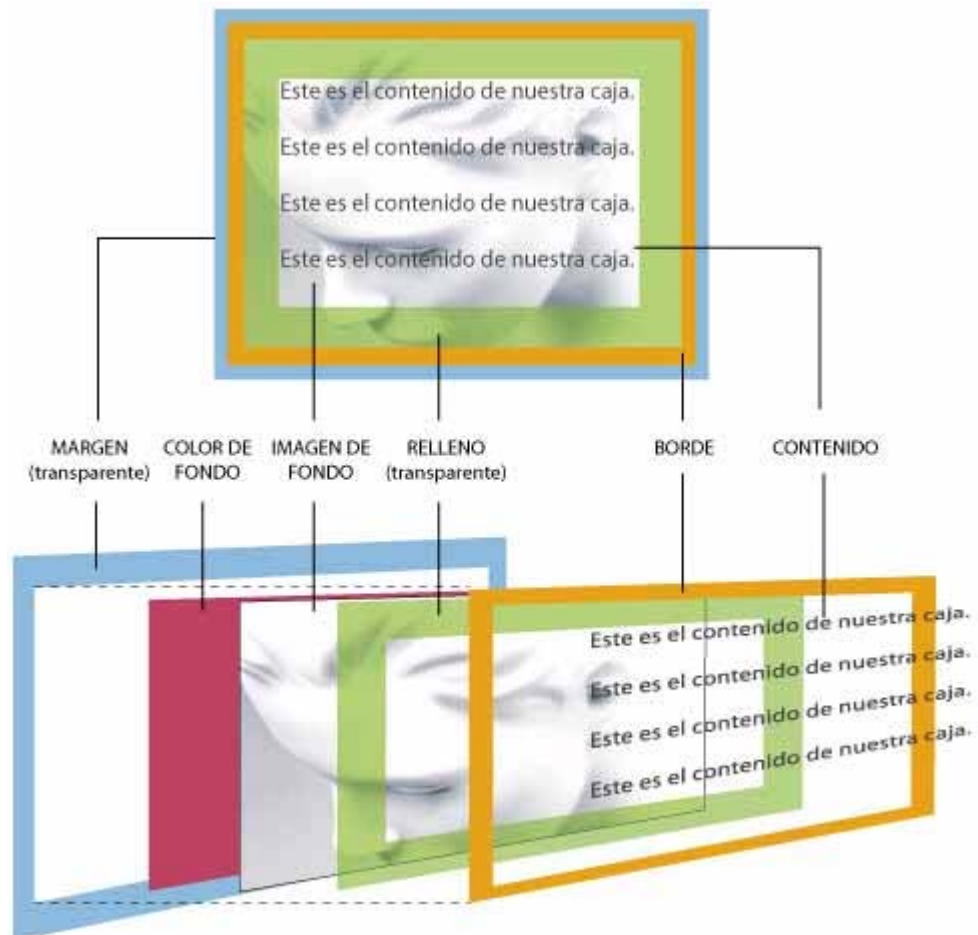 Este es el contenido de nuestra caja.
Este es el contenido de nuestra caja.
Este es el contenido de nuestra caja.
Este es el contenido de nuestra caja.
MARGEN
(transparente)
COLOR DE
FONDO
IMAGEN DE
FONDO
RELLENO
(transparente)
BORDE
CONTENIDO
Este es el contenido de nuestra caja.
Este es el contenido de nuestra caja.
Este es el contenido de nuestra caja.
Este es el contenido de nuestra caja.